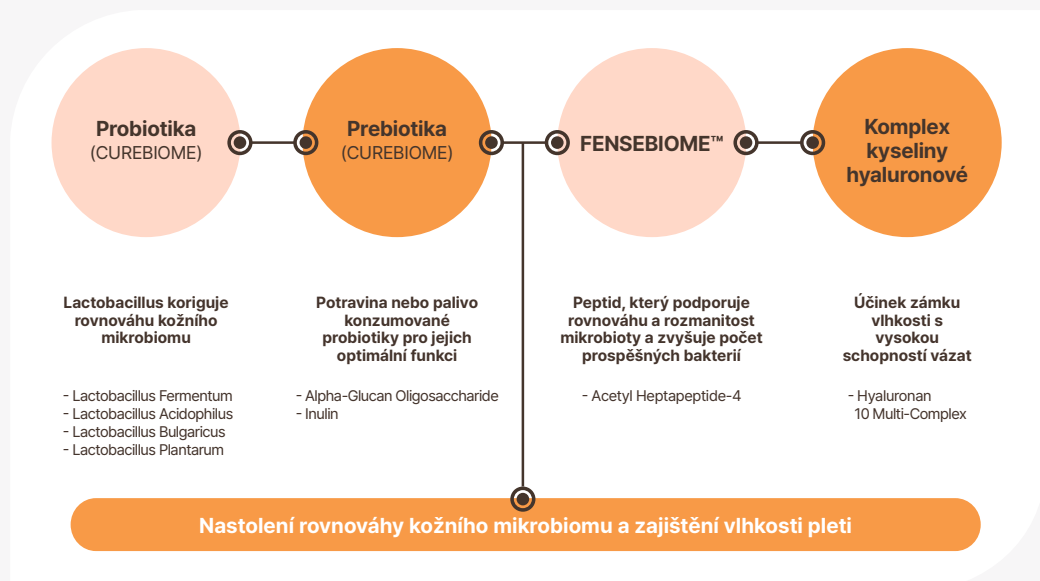 Probiotika
(CUREBIOME)
Prebiotika
(CUREBIOME)
FENSEBIOME™
Komplex
kyseliny
hyaluronové
Lactobacillus koriguje
rovnováhu kožního
mikrobiomu
- Lactobacillus Fermentum
- Lactobacillus Acidophilus
- Lactobacillus Bulgaricus
- Lactobacillus Plantarum
Potravina nebo palivo
konzumované
probiotiky pro jejich
optimální funkci
- Alpha-Glucan Oligosaccharide
- Inulin
Peptid, který podporuje
rovnováhu a rozmanitost
mikrobioty a zvyšuje počet
prospěšných bakterií
- Acetyl Heptapeptide-4
Účinek zámku
vlhkosti s
vysokou
schopností vázat
- Hyaluronan
10 Multi-Complex
Nastolení rovnováhy kožního mikrobiomu a zajištění vlhkosti pleti